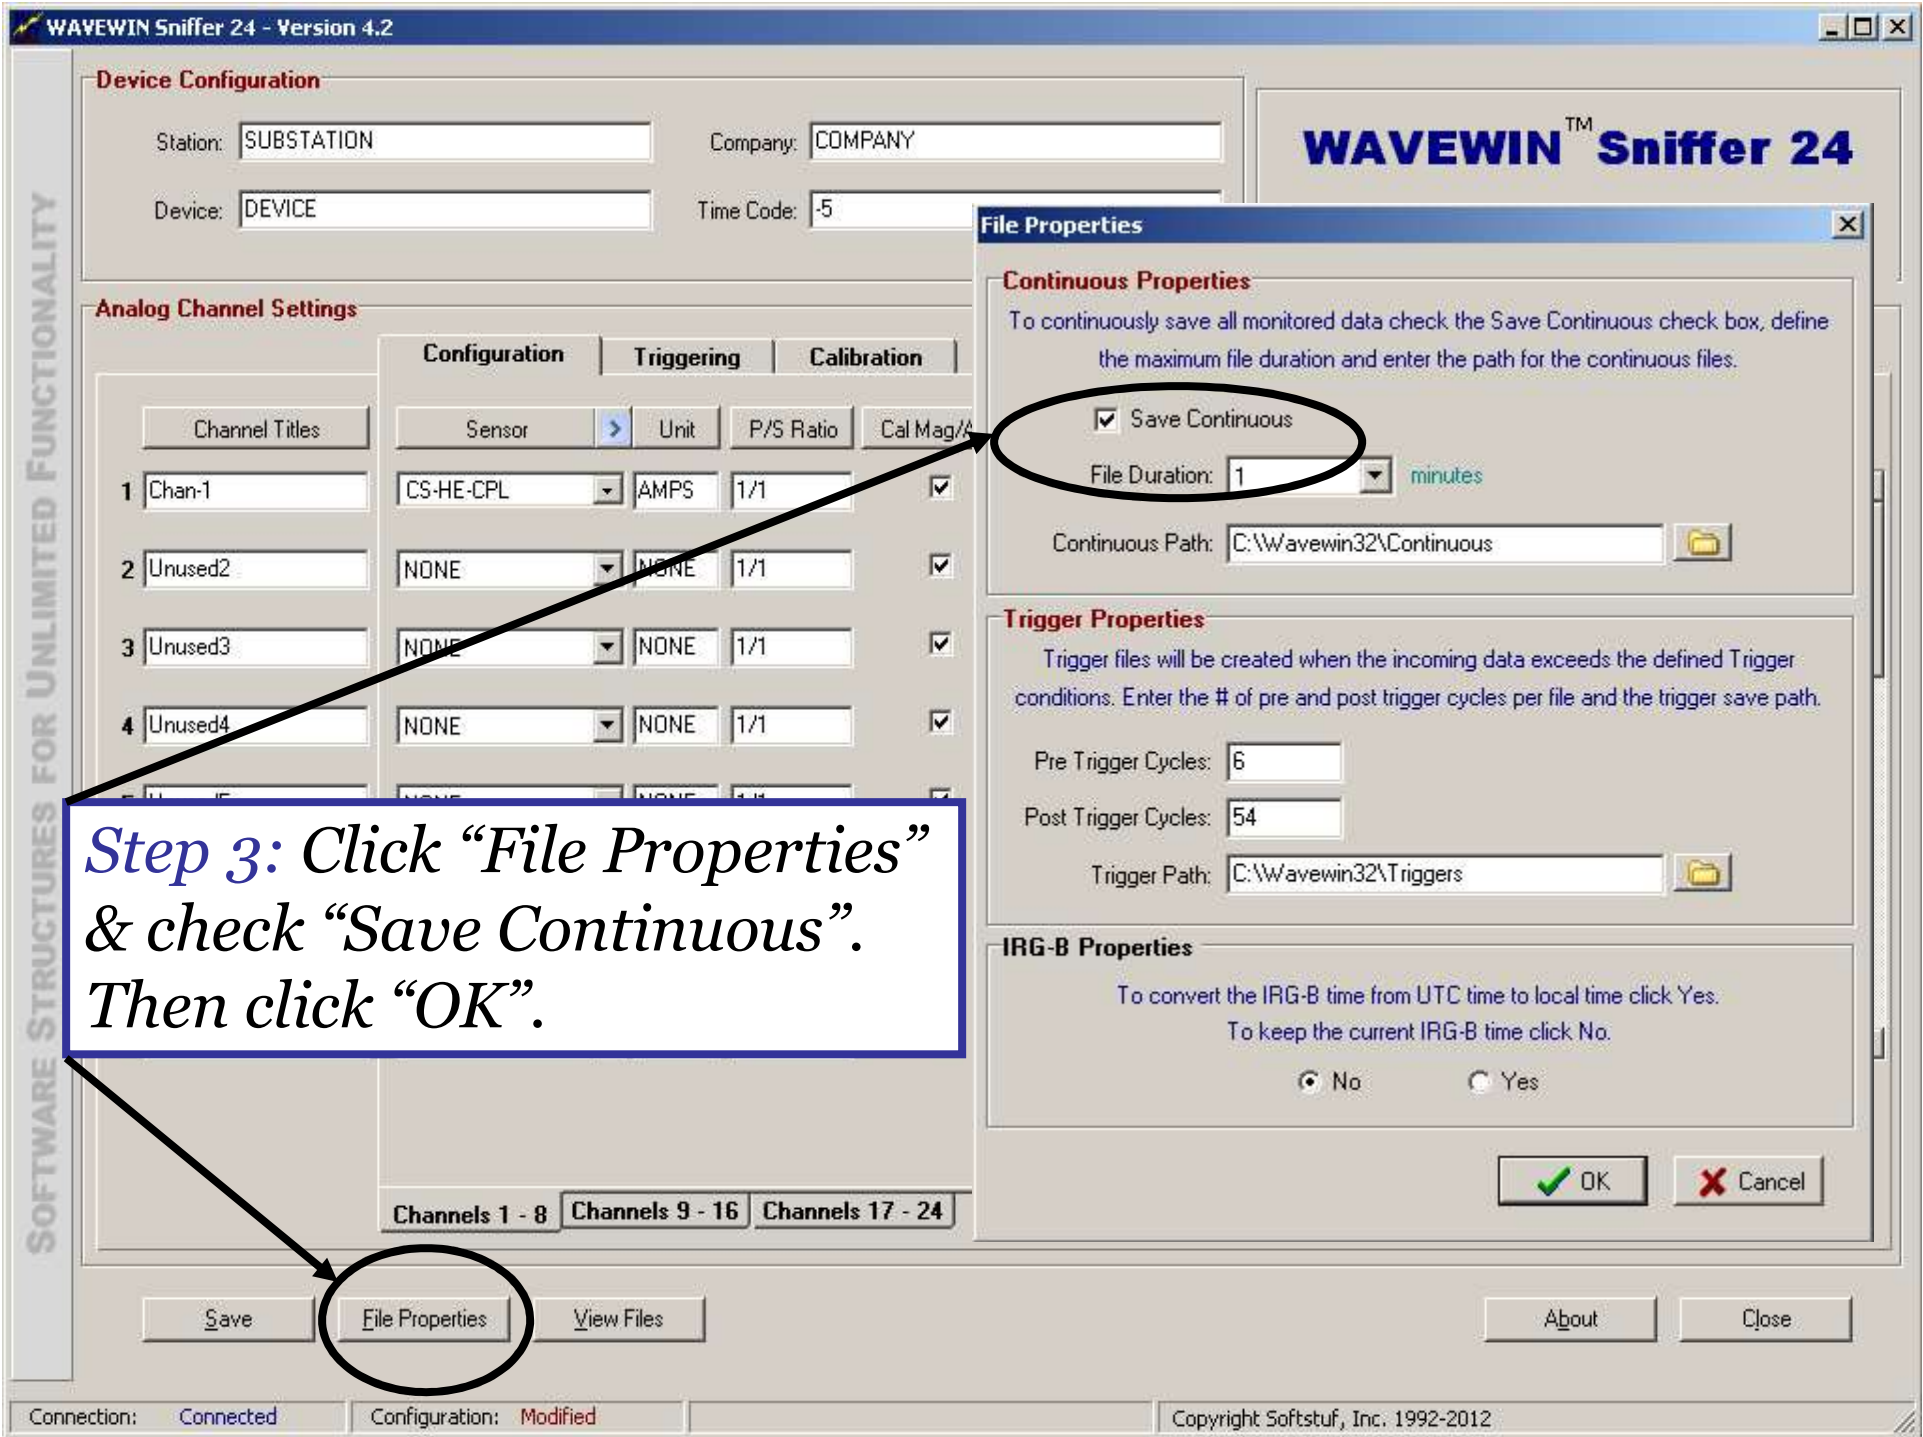 WAVEWIN Sniffer 24 - Version 4.2
SOFTWARE STRUCTURES FOR UNLIMITED FUNCTIONALITY
Device Configuration
Station: SUBSTATION
Company: COMPANY
Device: DEVICE
Time Code: -5
WAVEWIN™ Sniffer 24
Analog Channel Settings
Configuration Triggering Calibration
Channel Titles Sensor > Unit P/S Ratio Cal Mag/A
1 Chan-1 CS-HE-CPL AMPS 1/1
2 Unused2 NONE NONE 1/1
3 Unused3 NONE NONE 1/1
4 Unused4 NONE NONE 1/1
Step 3: Click “File Properties”
& check “Save Continuous”.
Then click “OK”.
Channels 1 - 8 Channels 9 - 16 Channels 17 - 24
File Properties
Continuous Properties
To continuously save all monitored data check the Save Continuous check box, define
the maximum file duration and enter the path for the continuous files.
Save Continuous
File Duration: 1 minutes
Continuous Path: C:\Wavewin32\Continuous
Trigger Properties
Trigger files will be created when the incoming data exceeds the defined Trigger
conditions. Enter the # of pre and post trigger cycles per file and the trigger save path.
Pre Trigger Cycles: 6
Post Trigger Cycles: 54
Trigger Path: C:\Wavewin32\Triggers
IRG-B Properties
To convert the IRG-B time from UTC time to local time click Yes.
To keep the current IRG-B time click No.
No Yes
OK Cancel
Save File Properties View Files About Close
Connection: Connected Configuration: Modified Copyright Softstuf, Inc. 1992-2012